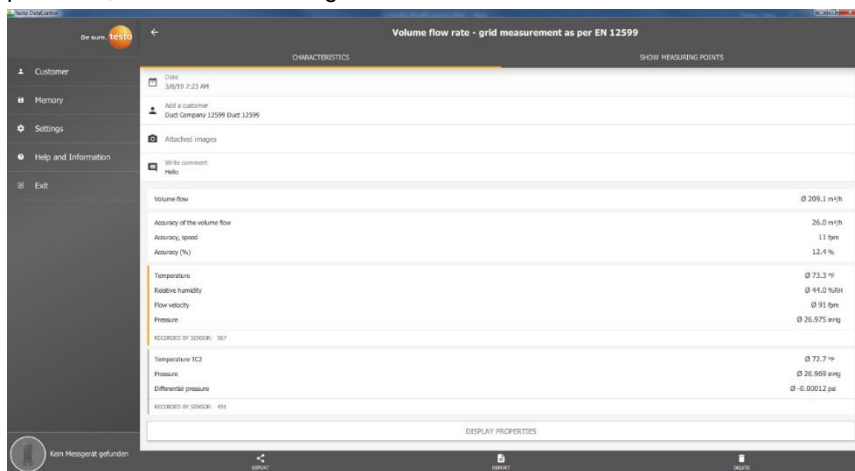 testo DataControl
Be sure. testo
Volume flow rate - grid measurement as per EN 12599
CHARACTERISTICS
SHOW MEASURING POINTS
Customer
Memory
Settings
Help and Information
Exit
Date
3/8/19 7:23 AM
Add a customer
Duct Company 12599 Duct 12599
Attached images
Write comment
Hello
Volume flow Ø 209.1 m³/h
Accuracy of the volume flow 26.0 m³/h
Accuracy, speed 11 fpm
Accuracy (%) 12.4 %
Temperature Ø 73.3 °F
Relative humidity Ø 44.0 %RH
Flow velocity Ø 91 fpm
Pressure Ø 26.975 inHg
RECORDED BY SENSOR: 367
Temperature TC2 Ø 72.7 °F
Pressure Ø 26.969 inHg
Differential pressure Ø -0.00012 psi
RECORDED BY SENSOR: 491
DISPLAY PROPERTIES
Kein Messgerät gefunden
EXPORT
REPORT
DELETE